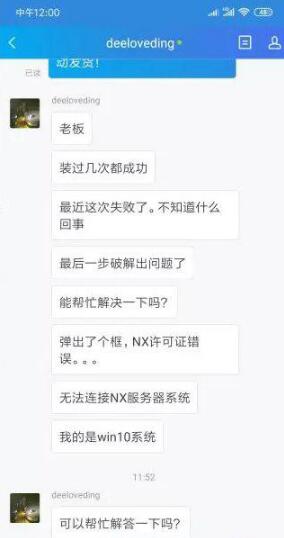 中午12:00
48
deeloveding
动发货！
已读
deeloveding
老板
装过几次都成功
最近这次失败了。不知道什么
回事
最后一步破解出问题了
能帮忙解决一下吗?
弹出了个框，NX许可证错
误。。。
无法连接NX服务器系统
我的是win10系统
11:52
deeloveding
可以帮忙解答一下吗?